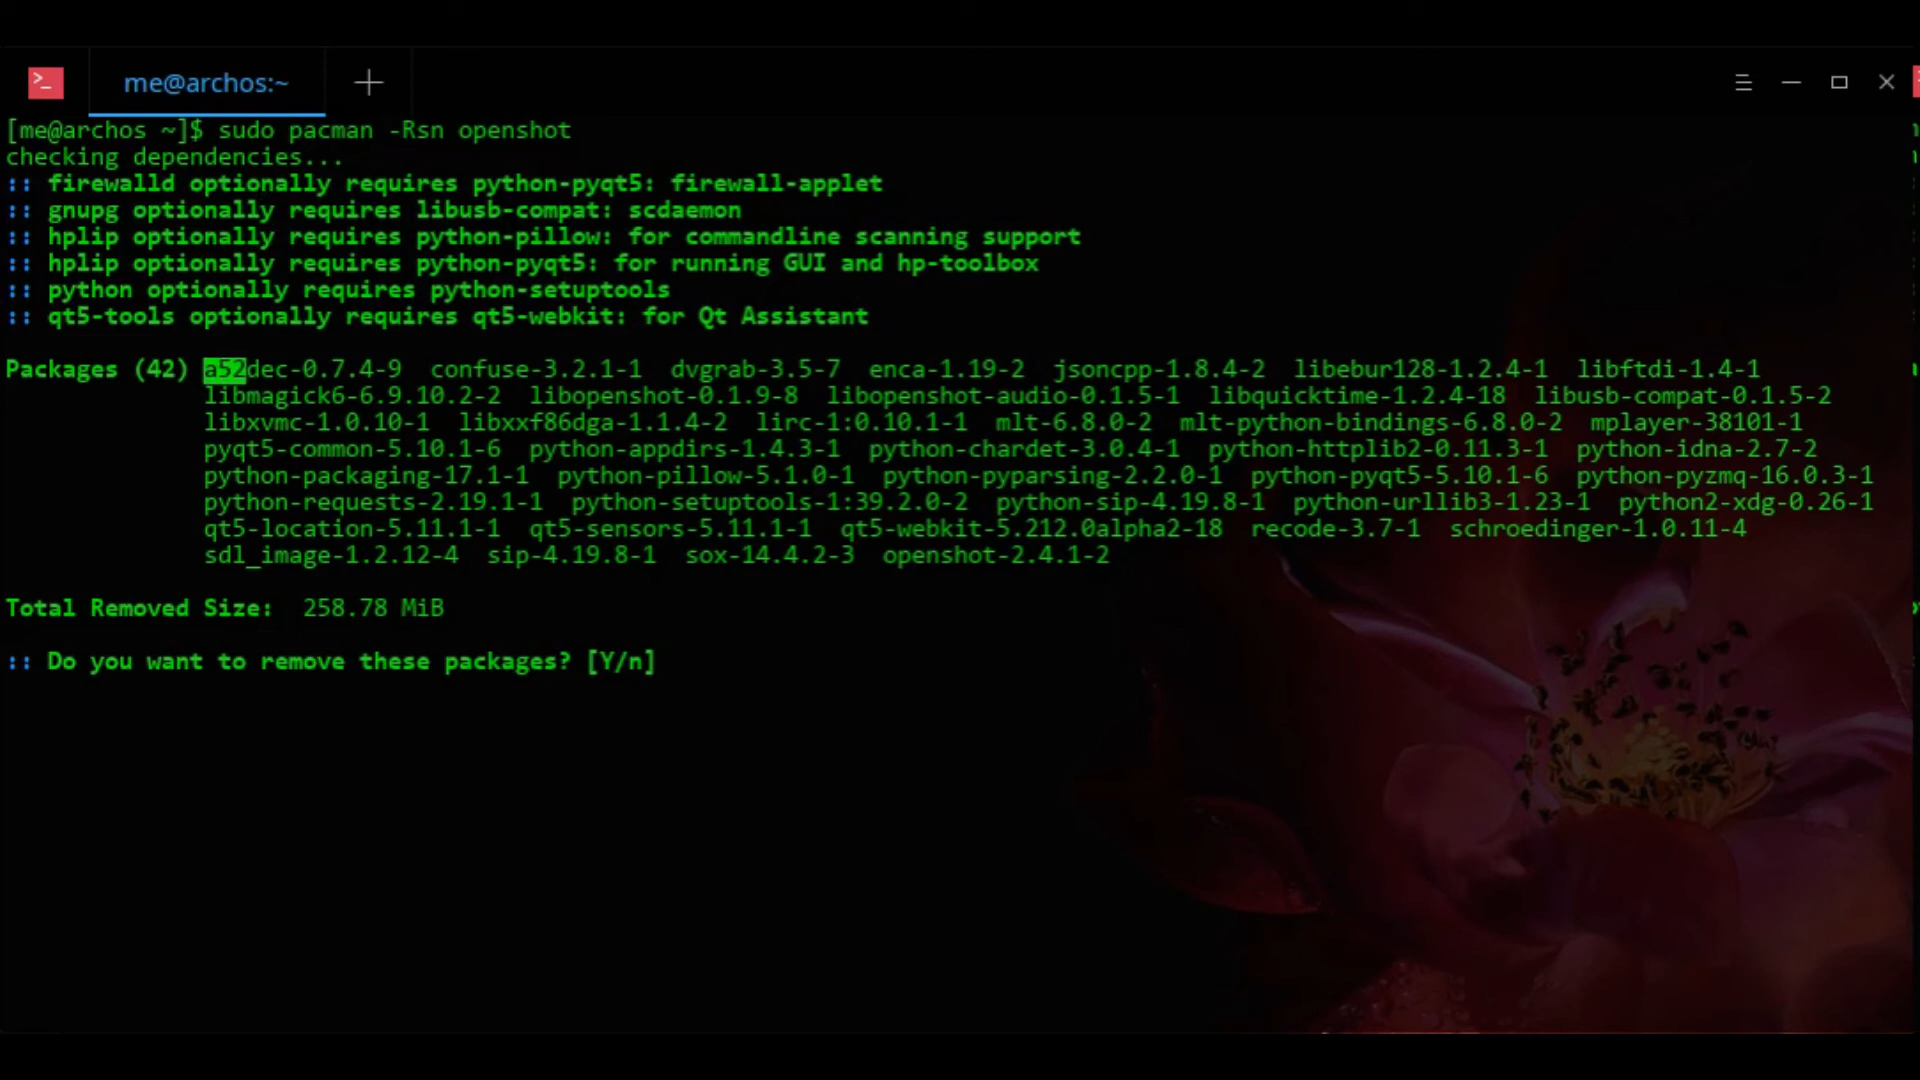 me@archos:~
[me@archos ~]$ sudo pacman -Rsn openshot
checking dependencies...
:: firewalld optionally requires python-pyqt5: firewall-applet
:: gnupg optionally requires libusb-compat: scdaemon
:: hplip optionally requires python-pillow: for commandline scanning support
:: hplip optionally requires python-pyqt5: for running GUI and hp-toolbox
:: python optionally requires python-setuptools
:: qt5-tools optionally requires qt5-webkit: for Qt Assistant
Packages (42) a52dec-0.7.4-9 confuse-3.2.1-1 dvgrab-3.5-7 enca-1.19-2 jsoncpp-1.8.4-2 libebur128-1.2.4-1 libftdi-1.4-1
libmagick6-6.9.10.2-2 libopenshot-0.1.9-8 libopenshot-audio-0.1.5-1 libquicktime-1.2.4-18 libusb-compat-0.1.5-2
libxvmc-1.0.10-1 libxxf86dga-1.1.4-2 lirc-1:0.10.1-1 mlt-6.8.0-2 mlt-python-bindings-6.8.0-2 mplayer-38101-1
pyqt5-common-5.10.1-6 python-appdirs-1.4.3-1 python-chardet-3.0.4-1 python-httplib2-0.11.3-1 python-idna-2.7-2
python-packaging-17.1-1 python-pillow-5.1.0-1 python-pyparsing-2.2.0-1 python-pyqt5-5.10.1-6 python-pyzmq-16.0.3-1
python-requests-2.19.1-1 python-setuptools-1:39.2.0-2 python-sip-4.19.8-1 python-urllib3-1.23-1 python2-xdg-0.26-1
qt5-location-5.11.1-1 qt5-sensors-5.11.1-1 qt5-webkit-5.212.0alpha2-18 recode-3.7-1 schroedinger-1.0.11-4
sdl_image-1.2.12-4 sip-4.19.8-1 sox-14.4.2-3 openshot-2.4.1-2
Total Removed Size: 258.78 MiB
:: Do you want to remove these packages? [Y/n]